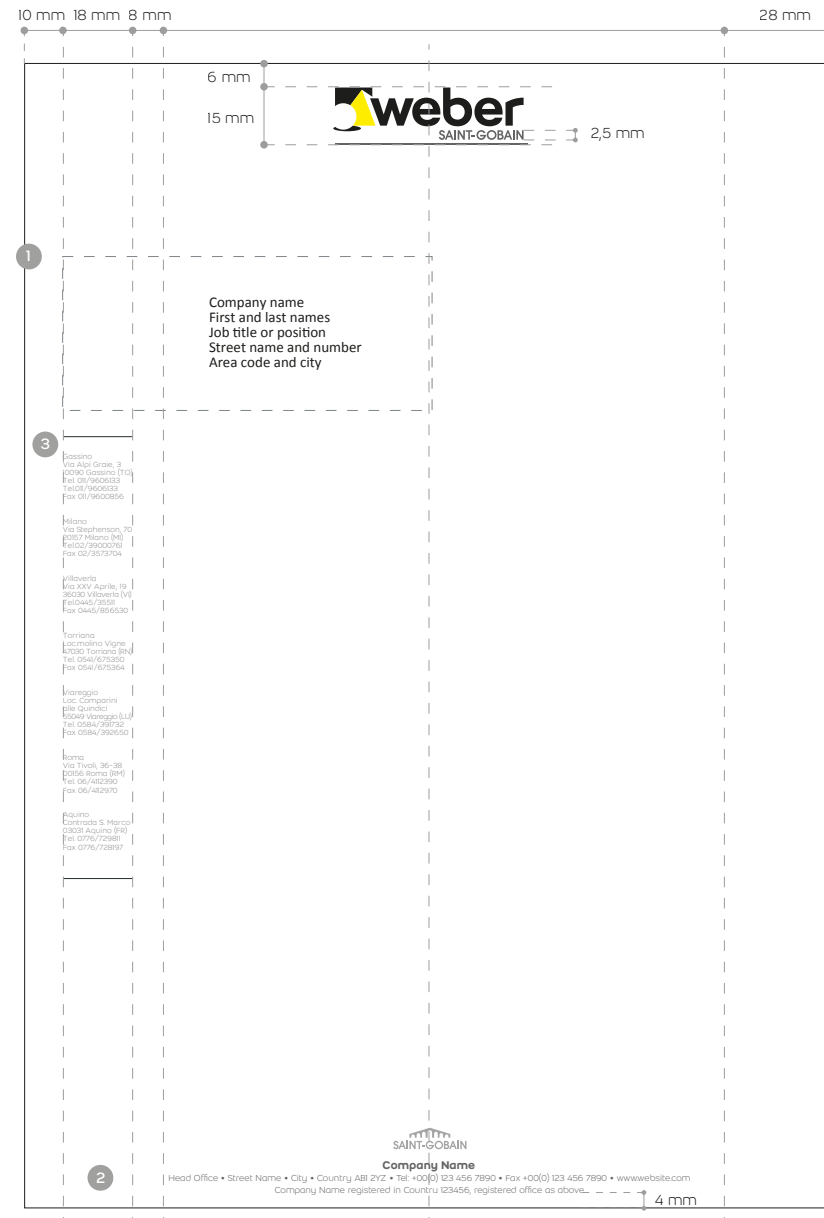 10 mm 18 mm 8 mm 28 mm
6 mm
15 mm
weber
SAINT-GOBAIN
2,5 mm
1
Company name
First and last names
Job title or position
Street name and number
Area code and city
3
Gassino
Via Alpi Graie, 3
10090 Gassino (TO)
Tel. 011/9606133
Tel.011/9606133
Fax 011/9600856
Milano
Via Stephenson, 70
20157 Milano (MI)
Tel.02/39000761
Fax 02/3573704
Villaverla
Via XXV Aprile, 19
36030 Villaverla (VI)
Tel.0445/35511
Fax 0445/856530
Torriana
Loc.molino Vigne
47030 Torriana (RN)
Tel. 0541/675350
Fax 0541/675364
Viareggio
Loc. Comparini
alle Quindici
55049 Viareggio (LU)
Tel. 0584/391732
Fax 0584/392650
Roma
Via Tivoli, 36-38
00156 Roma (RM)
Tel. 06/4112390
Fax 06/4112970
Aquino
Contrada S. Marco
03031 Aquino (FR)
Tel. 0776/729811
Fax 0776/728197
SAINT-GOBAIN
Company Name
2
Head Office • Street Name • City • Country AB1 2YZ • Tel: +00(0) 123 456 7890 • Fax +00(0) 123 456 7890 • www.website.com
Company Name registered in Country 123456, registered office as above
4 mm